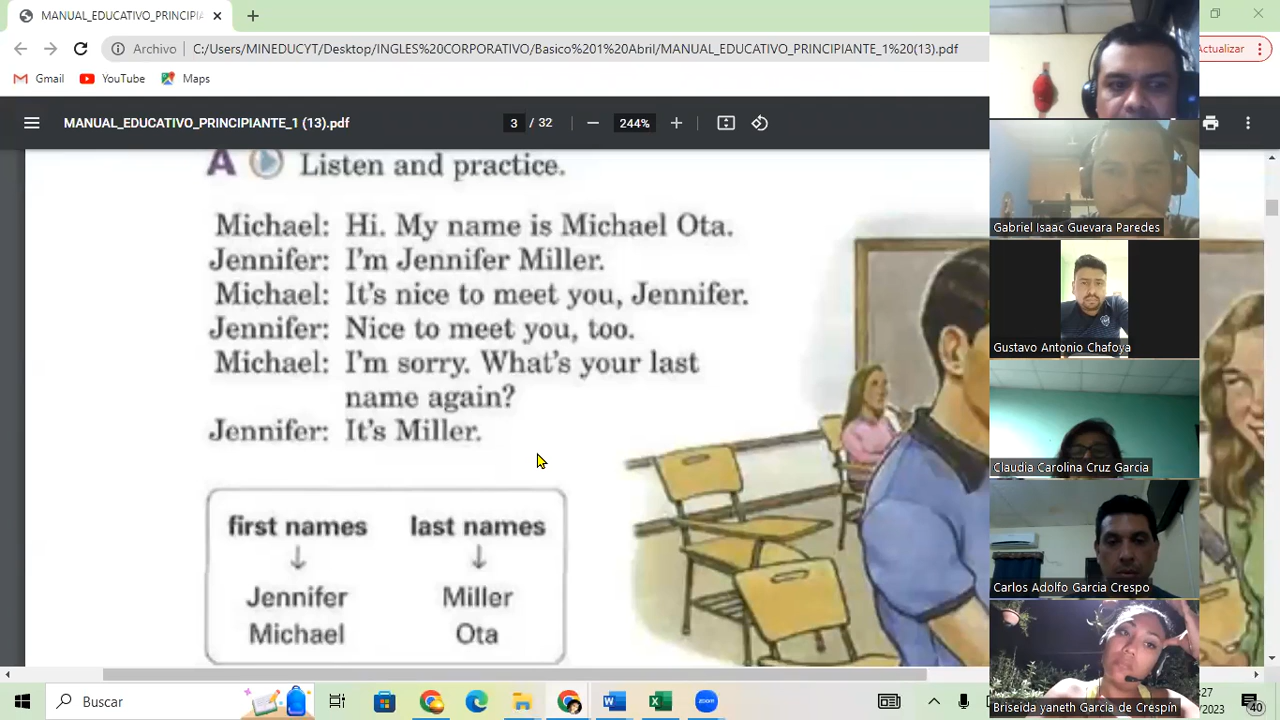 MANUAL_EDUCATIVO_PRINCIPIA
Archivo
C:/Users/MINEDUCYT/Desktop/INGLES%20CORPORATIVO/Basico%201%20Abril/MANUAL_EDUCATIVO_PRINCIPIANTE_1%20(13).pdf
Actualizar
Gmail
YouTube
Maps
MANUAL_EDUCATIVO_PRINCIPIANTE_1 (13).pdf
3 / 32
244%
A Listen and practice.
Michael: Hi. My name is Michael Ota.
Jennifer: I'm Jennifer Miller.
Michael: It's nice to meet you, Jennifer.
Jennifer: Nice to meet you, too.
Michael: I'm sorry. What's your last
name again?
Jennifer: It's Miller.
first names last names
Jennifer Miller
Michael Ota
Gabriel Isaac Guevara Paredes
Gustavo Antonio Chafoya
Claudia Carolina Cruz Garcia
Carlos Adolfo Garcia Crespo
Briseida yaneth Garcia de Crespín
Buscar
:27
/2023
40